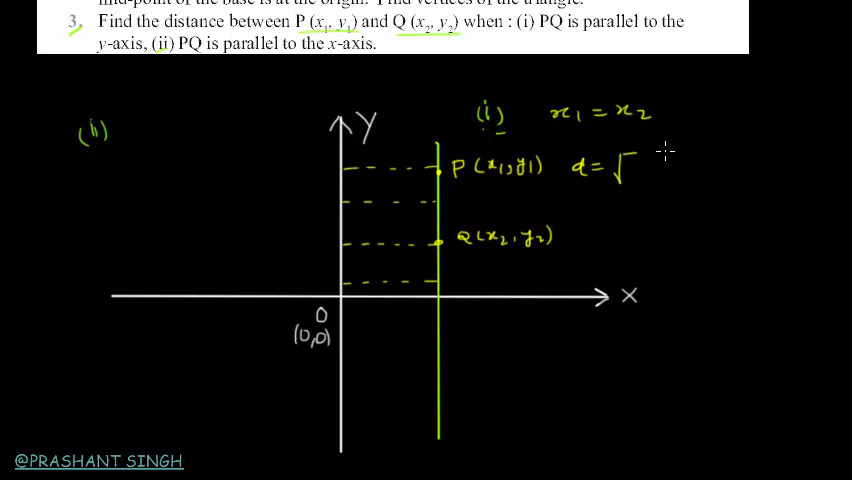 mid-point of the base is at the origin. Find vertices of the triangle.
3. Find the distance between P (x₁, y₁) and Q (x₂, y₂) when : (i) PQ is parallel to the
y-axis, (ii) PQ is parallel to the x-axis.
(ii)
Y
(i) x₁ = x₂
P (x₁, y₁) d = √
Q (x₂, y₂)
X
O
(0,0)
@PRASHANT SINGH